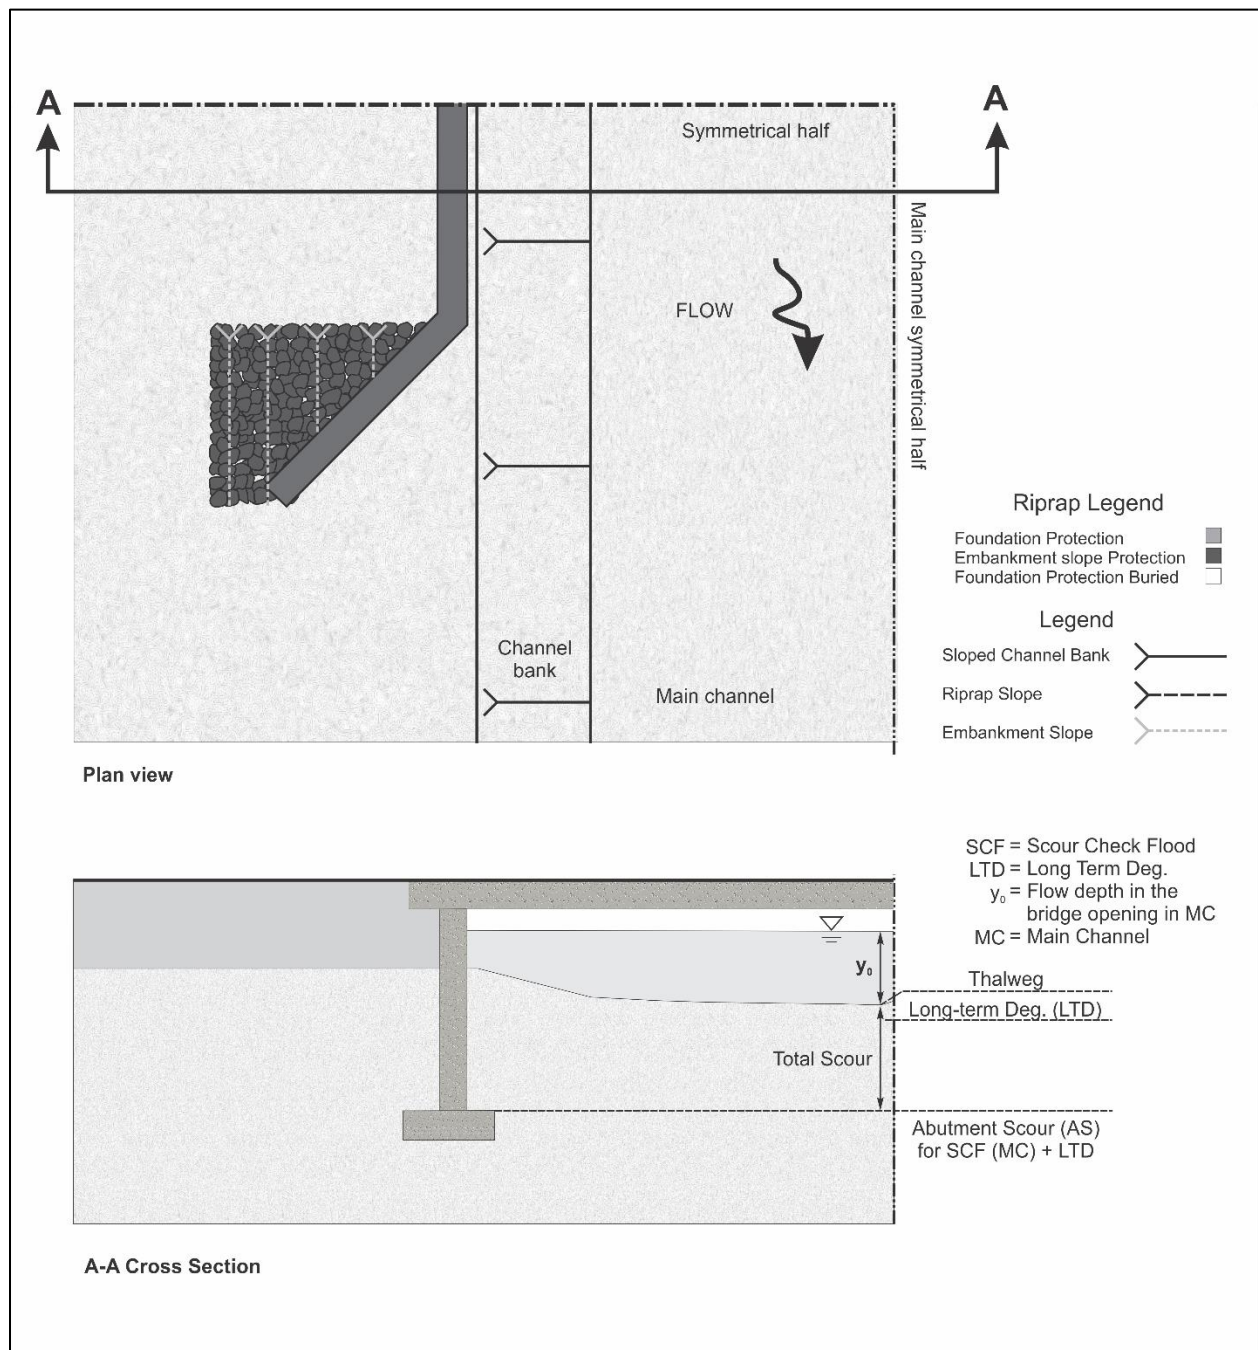 A
A
Symmetrical half
Main channel symmetrical half
FLOW
Channel
bank
Main channel
Riprap Legend
Foundation Protection
Embankment slope Protection
Foundation Protection Buried
Legend
Sloped Channel Bank
Riprap Slope
Embankment Slope
Plan view
SCF = Scour Check Flood
LTD = Long Term Deg.
y₀ = Flow depth in the
bridge opening in MC
MC = Main Channel
y₀
Thalweg
Long-term Deg. (LTD)
Total Scour
Abutment Scour (AS)
for SCF (MC) + LTD
A-A Cross Section